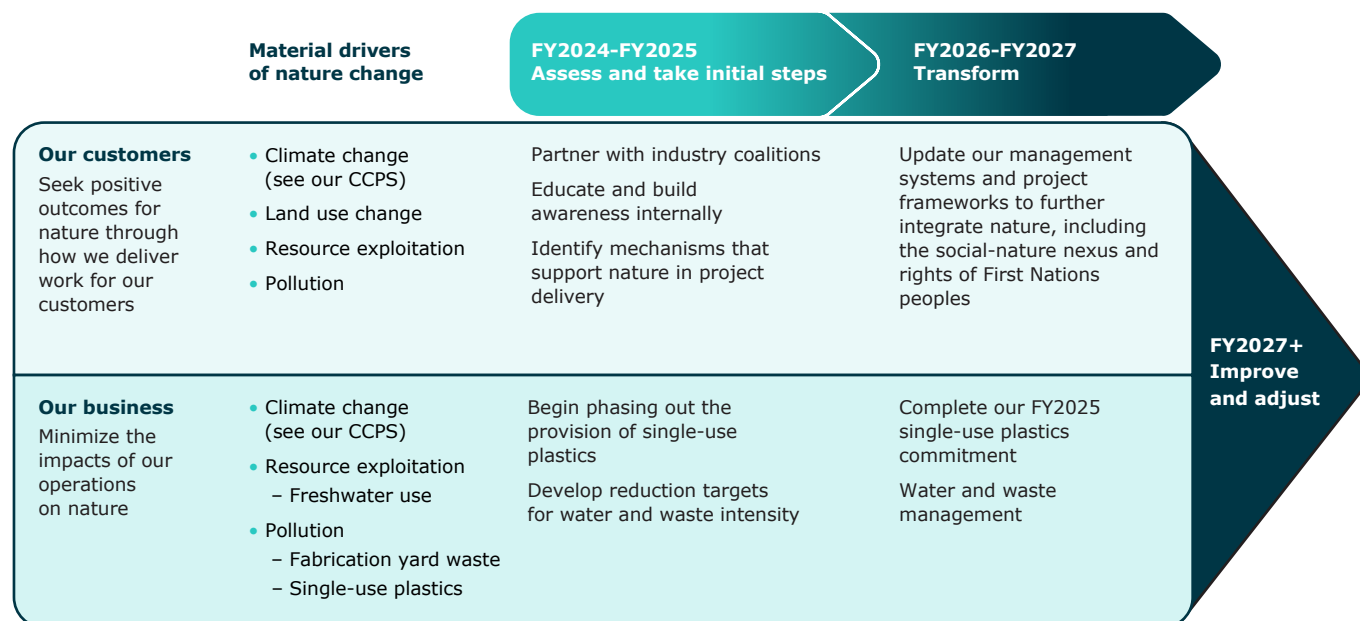 Material drivers
of nature change
FY2024-FY2025
Assess and take initial steps
FY2026-FY2027
Transform
Our customers
Seek positive
outcomes for
nature through
how we deliver
work for our
customers
• Climate change
(see our CCPS)
• Land use change
• Resource exploitation
• Pollution
Partner with industry coalitions
Educate and build
awareness internally
Identify mechanisms that
support nature in project
delivery
Update our management
systems and project
frameworks to further
integrate nature, including
the social-nature nexus and
rights of First Nations
peoples
Our business
Minimize the
impacts of our
operations
on nature
• Climate change
(see our CCPS)
• Resource exploitation
– Freshwater use
• Pollution
– Fabrication yard waste
– Single-use plastics
Begin phasing out the
provision of single-use
plastics
Develop reduction targets
for water and waste intensity
Complete our FY2025
single-use plastics
commitment
Water and waste
management
FY2027+
Improve
and adjust